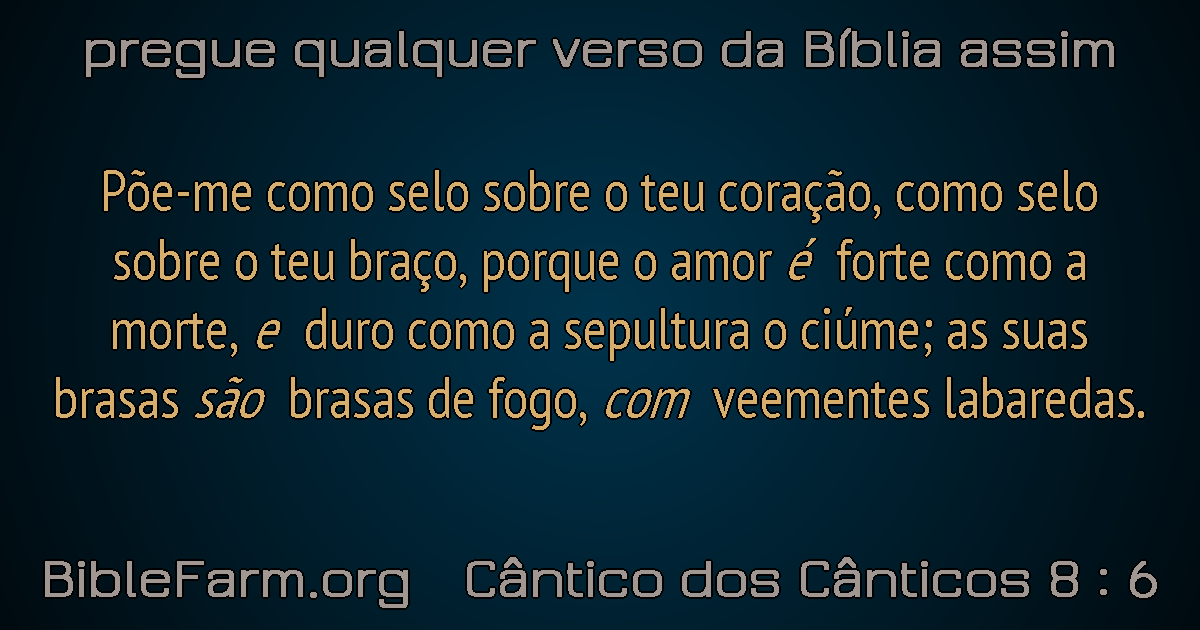 pregue qualquer verso da Bíblia assim
Põe-me como selo sobre o teu coração, como selo
sobre o teu braço, porque o amor é forte como a
morte, e duro como a sepultura o ciúme; as suas
brasas são brasas de fogo, com veementes labaredas.
BibleFarm.org Cântico dos Cânticos 8 : 6